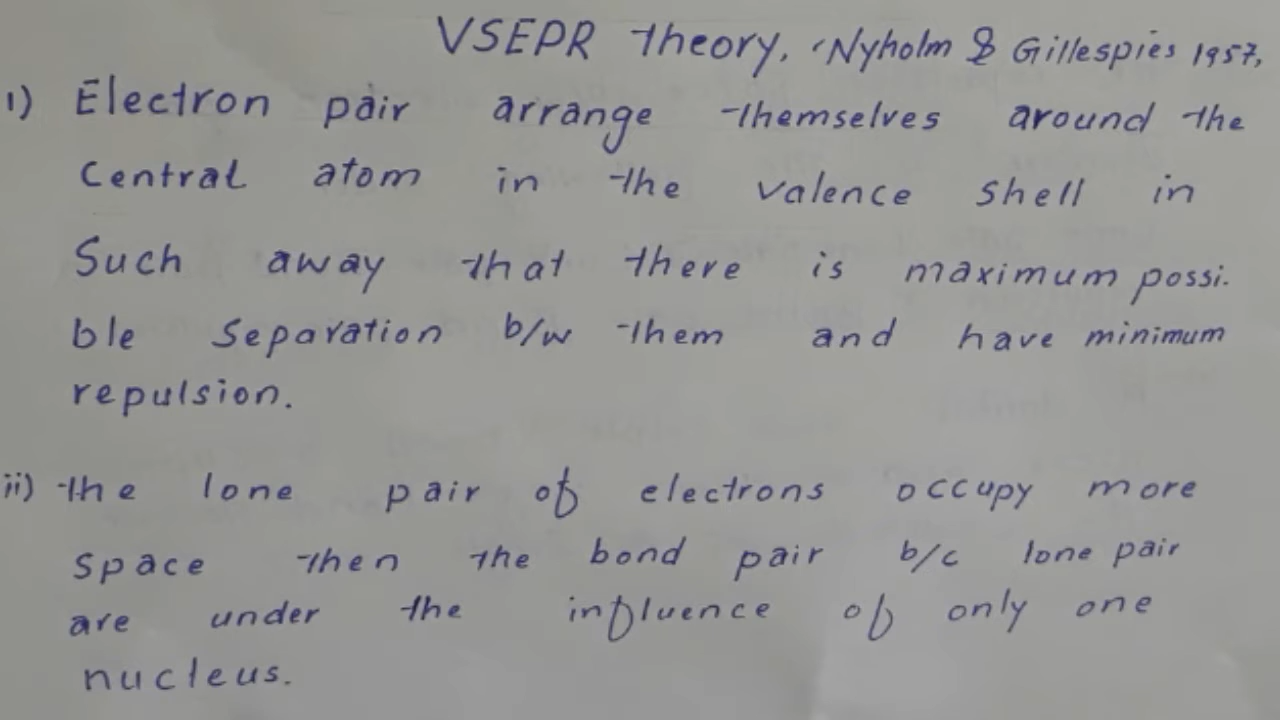 VSEPR theory. Nyholm & Gillespies 1957,
i) Electron pair arrange themselves around the
Central atom in the valence shell in
Such away that there is maximum possi.
ble Separation b/w them and have minimum
repulsion.
ii) the lone pair of electrons occupy more
space then the bond pair b/c lone pair
are under the influence of only one
nucleus.